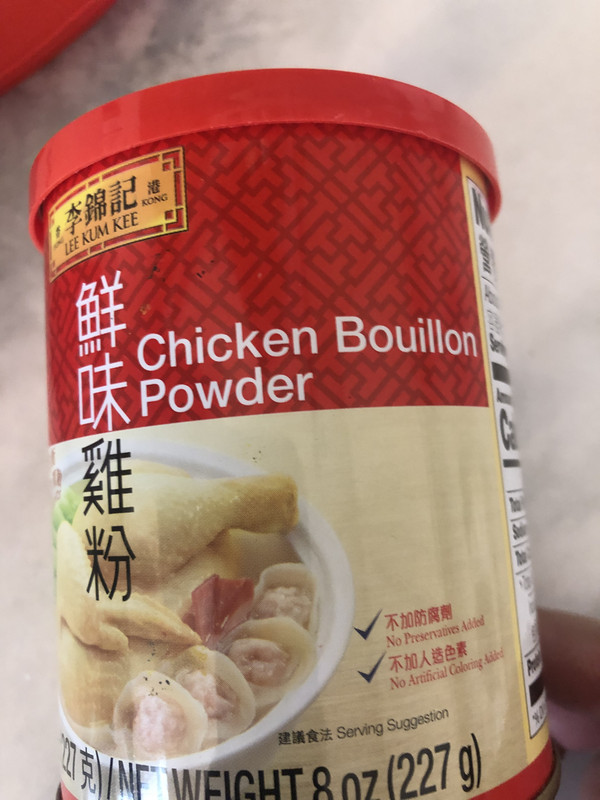 李錦記
港
KONG
LEE KUM KEE
鮮味雞粉
Chicken Bouillon
Powder
不加防腐劑
No Preservatives Added
不加人造色素
No Artificial Coloring Added
建議食法 Serving Suggestion
克)/NET WEIGHT 8 oz (227 g)